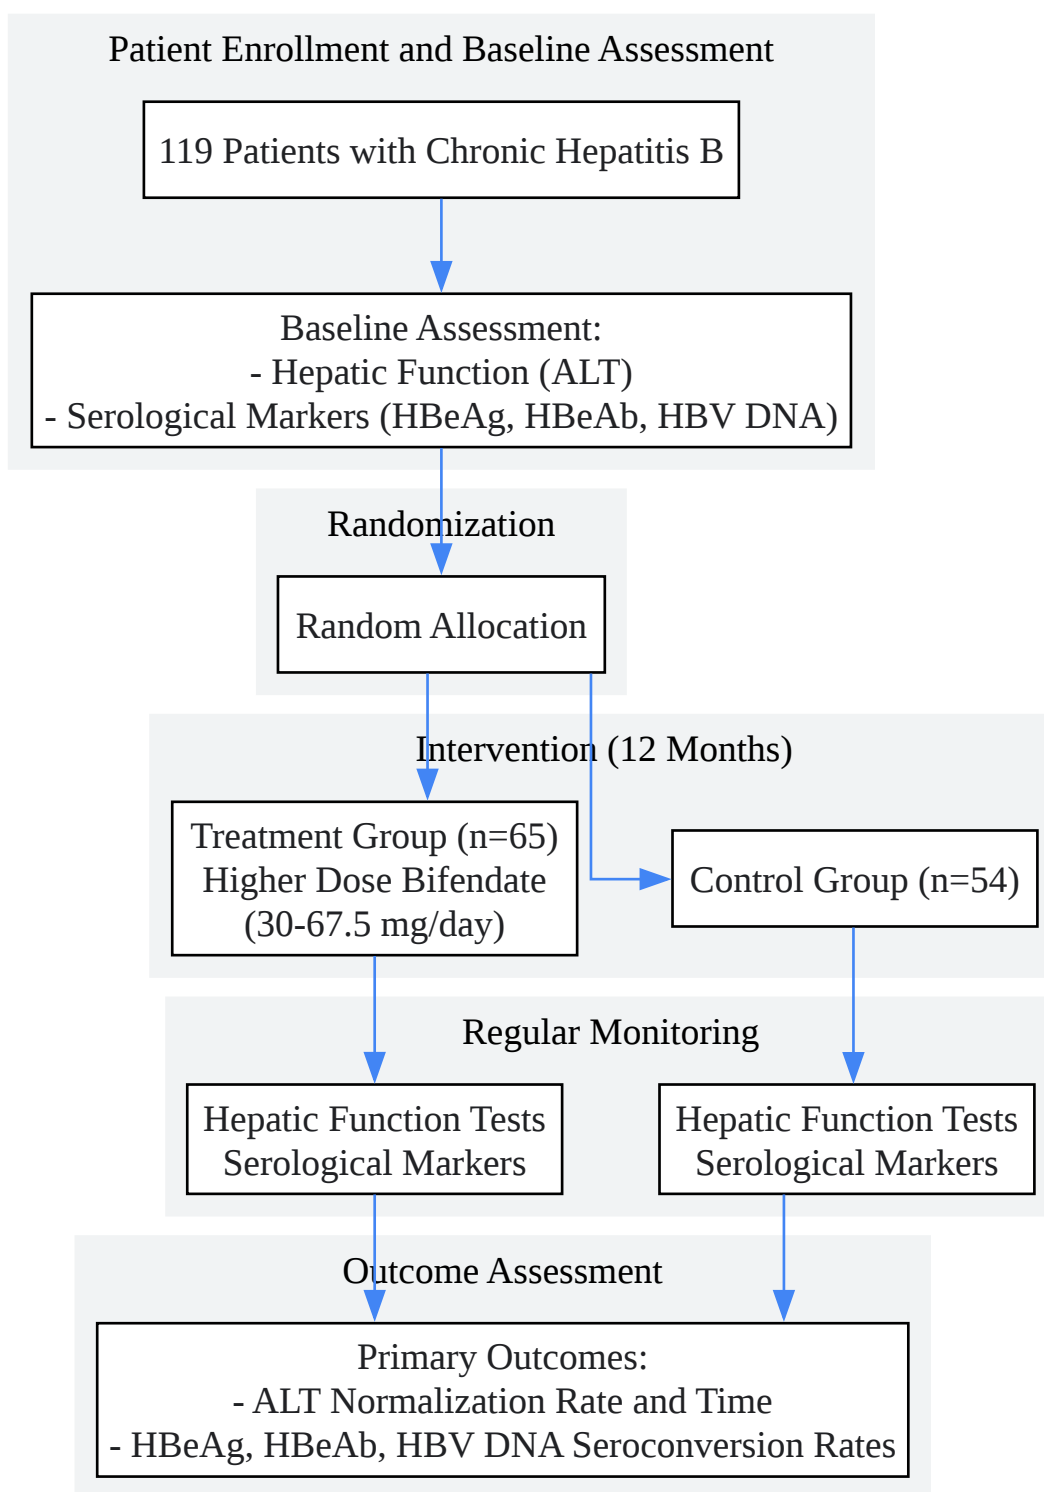 Patient Enrollment and Baseline Assessment
119 Patients with Chronic Hepatitis B
Baseline Assessment:
- Hepatic Function (ALT)
- Serological Markers (HBeAg, HBeAb, HBV DNA)
Randomization
Random Allocation
Intervention (12 Months)
Treatment Group (n=65)
Higher Dose Bifendate
(30-67.5 mg/day)
Control Group (n=54)
Regular Monitoring
Hepatic Function Tests
Serological Markers
Hepatic Function Tests
Serological Markers
Outcome Assessment
Primary Outcomes:
- ALT Normalization Rate and Time
- HBeAg, HBeAb, HBV DNA Seroconversion Rates